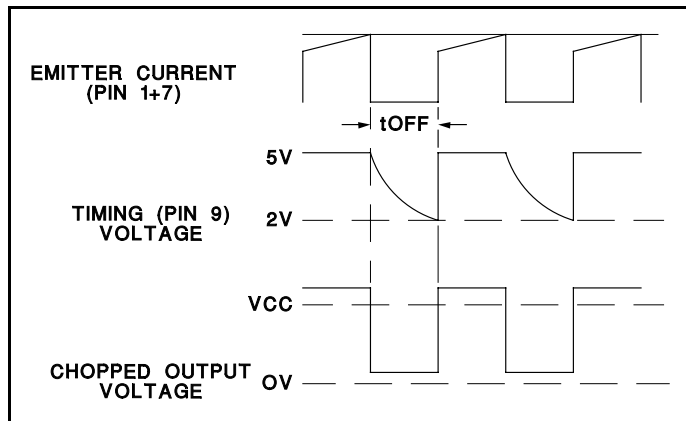 EMITTER CURRENT
(PIN 1+7)
tOFF
5V
TIMING (PIN 9)
VOLTAGE
2V
VCC
CHOPPED OUTPUT
VOLTAGE
OV